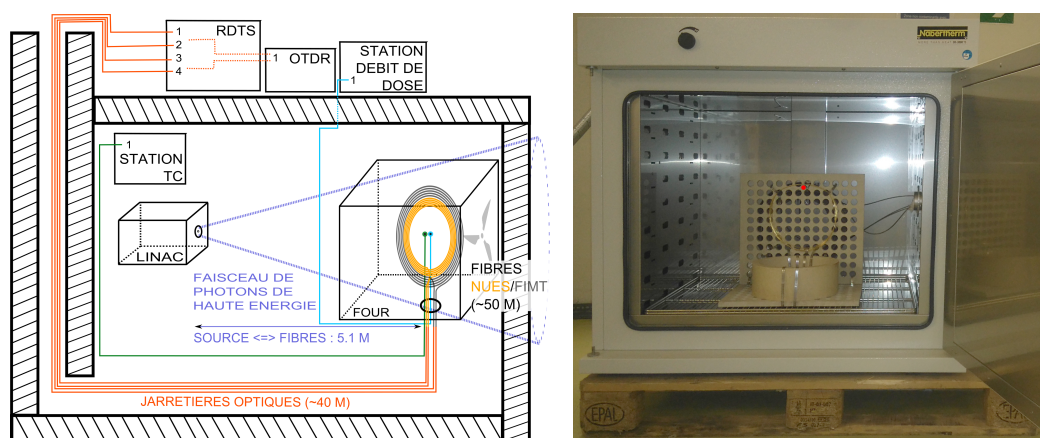 1
RDTS
2
3
4
1 OTDR
STATION
DEBIT DE
1 DOSE
1
STATION
TC
LINAC
FAISCEAU DE
PHOTONS DE
HAUTE ENERGIE
FIBRES
NUES/FIMT
(~50 M)
FOUR
SOURCE <=> FIBRES : 5.1 M
JARRETIERES OPTIQUES (~40 M)
Nabertherm
EPAL
EPAL